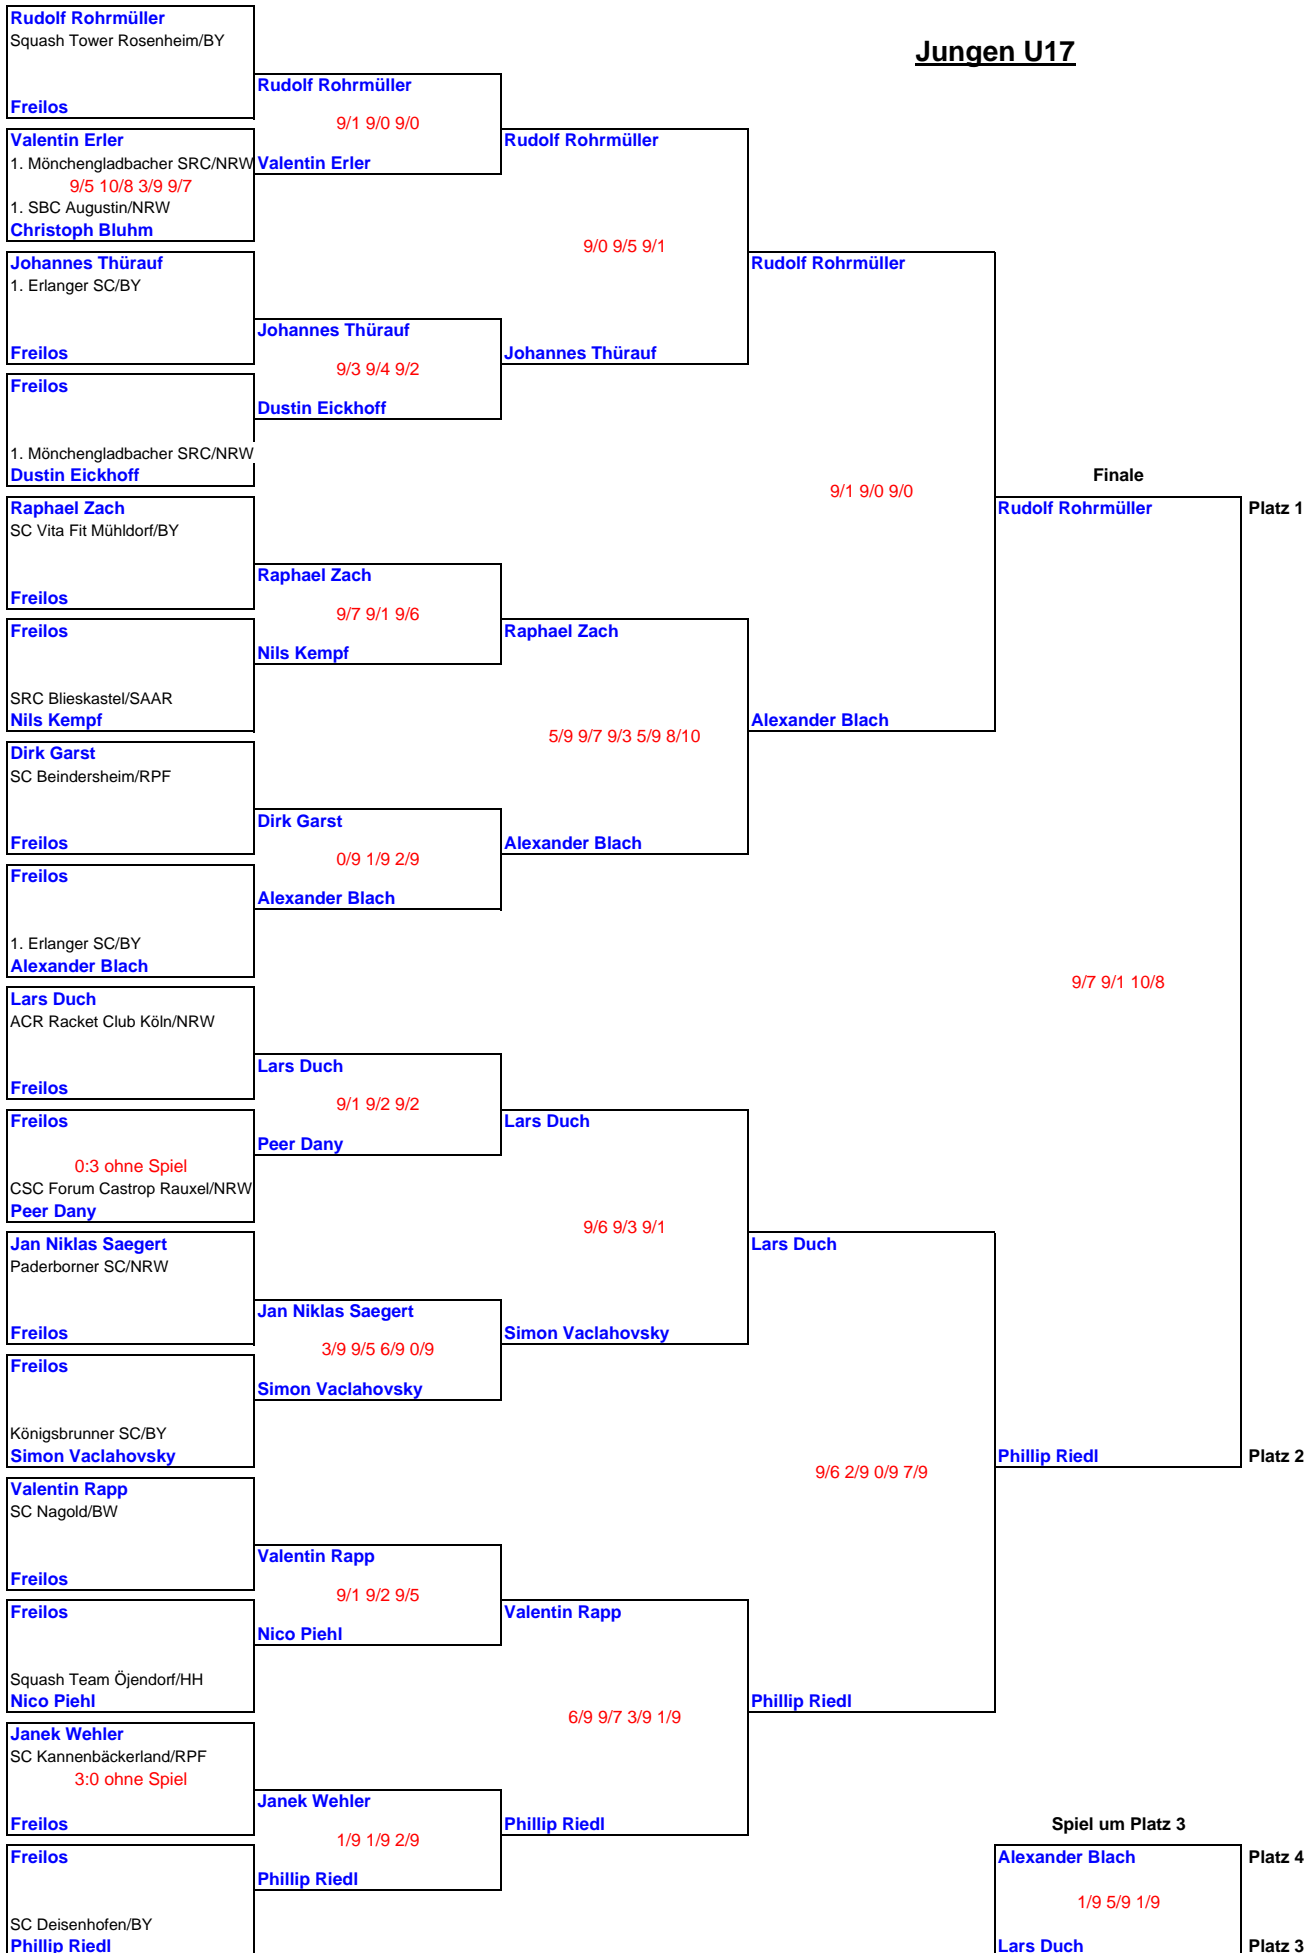 Jungen U17
Rudolf Rohrmüller
Squash Tower Rosenheim/BY
Freilos
Valentin Erler
1. Mönchengladbacher SRC/NRW
9/5 10/8 3/9 9/7
1. SBC Augustin/NRW
Christoph Bluhm
Johannes Thürauf
1. Erlanger SC/BY
Freilos
Freilos
1. Mönchengladbacher SRC/NRW
Dustin Eickhoff
Raphael Zach
SC Vita Fit Mühldorf/BY
Freilos
Freilos
SRC Blieskastel/SAAR
Nils Kempf
Dirk Garst
SC Beindersheim/RPF
Freilos
Freilos
1. Erlanger SC/BY
Alexander Blach
Lars Duch
ACR Racket Club Köln/NRW
Freilos
Freilos
0:3 ohne Spiel
CSC Forum Castrop Rauxel/NRW
Peer Dany
Jan Niklas Saegert
Paderborner SC/NRW
Freilos
Freilos
Königsbrunner SC/BY
Simon Vaclahovsky
Valentin Rapp
SC Nagold/BW
Freilos
Freilos
Squash Team Öjendorf/HH
Nico Piehl
Janek Wehler
SC Kannenbäckerland/RPF
3:0 ohne Spiel
Freilos
Freilos
SC Deisenhofen/BY
Phillip Riedl
Rudolf Rohrmüller
9/1 9/0 9/0
Valentin Erler
Johannes Thürauf
9/3 9/4 9/2
Dustin Eickhoff
Raphael Zach
9/7 9/1 9/6
Nils Kempf
Dirk Garst
0/9 1/9 2/9
Alexander Blach
Lars Duch
9/1 9/2 9/2
Peer Dany
Jan Niklas Saegert
3/9 9/5 6/9 0/9
Simon Vaclahovsky
Valentin Rapp
9/1 9/2 9/5
Nico Piehl
Janek Wehler
1/9 1/9 2/9
Phillip Riedl
Rudolf Rohrmüller
9/0 9/5 9/1
Johannes Thürauf
Raphael Zach
5/9 9/7 9/3 5/9 8/10
Alexander Blach
Lars Duch
9/6 9/3 9/1
Simon Vaclahovsky
Valentin Rapp
6/9 9/7 3/9 1/9
Phillip Riedl
Rudolf Rohrmüller
9/1 9/0 9/0
Alexander Blach
Lars Duch
9/6 2/9 0/9 7/9
Phillip Riedl
Finale
Rudolf Rohrmüller Platz 1
9/7 9/1 10/8
Phillip Riedl Platz 2
Spiel um Platz 3
Alexander Blach Platz 4
1/9 5/9 1/9
Lars Duch Platz 3